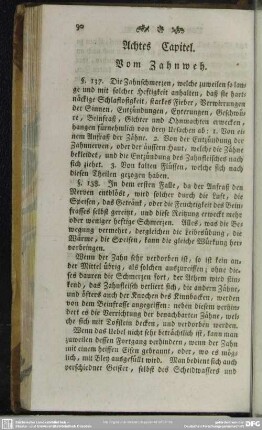 90
Achtes Capitel.
Vom Zahnweh.
§. 137. Die Zahnschmerzen, welche zuweilen so lan-
ge und mit solcher Heftigkeit anhalten, daß sie hart-
näckige Schlaflosigkeit, starkes Fieber, Verwirrungen
der Sinnen, Entzündungen, Eyterungen, Geschwü-
re, Beinfraß, Gichter und Ohnmachten erwecken,
hangen fürnehmlich von drey Ursachen ab: 1. Von ei-
nem Anfraß der Zähne. 2. Von der Entzündung der
Zahnnerven, oder der äussern Haut, welche die Zähne
bekleidet, und die Entzündung des Zahnfleisches nach
sich ziehet. 3. Von kalten Flüssen, welche sich nach
diesen Theilen gezogen haben.
§. 138. In dem ersten Falle, da der Anfraß den
Nerven entblöst, wird solcher durch die Luft, die
Speisen, das Getränk, oder die Feuchtigkeit des Bein-
frasses selbst gereitzt, und diese Reitzung erweckt mehr
oder weniger heftige Schmerzen. Alles, was die Be-
wegung vermehrt, dergleichen die Leibesübung, die
Wärme, die Speisen, kann die gleiche Würkung her-
vorbringen.
Wenn der Zahn sehr verdorben ist, so ist kein an-
der Mittel übrig, als solchen auszureissen; ohne die-
ses dauren die Schmerzen fort, der Athem wird stin-
kend, das Zahnfleisch verliert sich, die andern Zähne,
und öfters auch der Knochen des Kinnbacken, werden
von dem Beinfrasse angegriffen: neben diesem verhin-
dert es die Verrichtung der benachbarten Zähne, wel-
che sich mit decken, und verdorben werden.
Wenn das Uebel nicht sehr beträchtlich ist, kann man
zuweilen dessen Fortgang verhindern, wenn der Zahn
mit einem heissen Eisen gebrannt, oder, wo es mög-
lich, mit Bley ausgefüllt wird. Man bedient sich auch
verschiedner Geister, selbst des Scheidwassers und